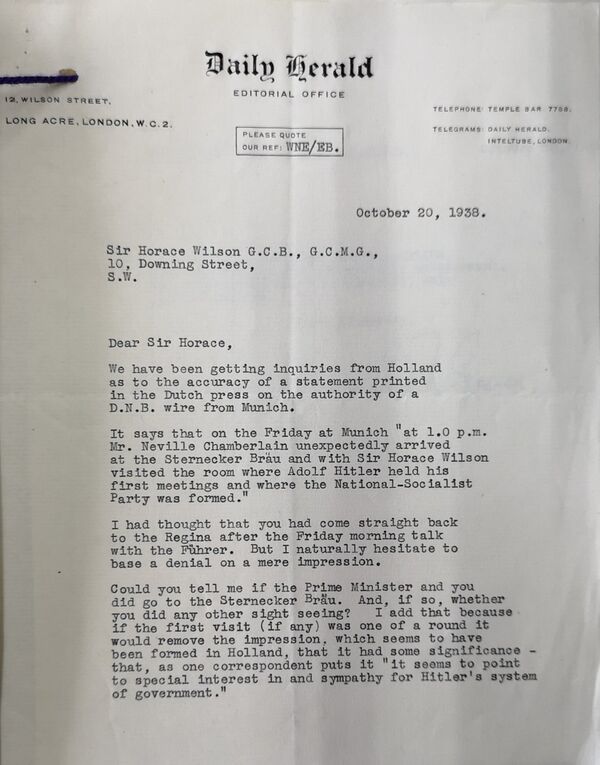 Daily Herald
EDITORIAL OFFICE
12, WILSON STREET,
LONG ACRE, LONDON, W.C.2.
TELEPHONE: TEMPLE BAR 7788.
TELEGRAMS: DAILY HERALD.
INTELTUBE, LONDON
PLEASE QUOTE
OUR REF: WNE/EB.
October 20, 1938.
Sir Horace Wilson G.C.B., G.C.M.G.,
10, Downing Street,
S.W.
Dear Sir Horace,
We have been getting inquiries from Holland
as to the accuracy of a statement printed
in the Dutch press on the authority of a
D.N.B. wire from Munich.
It says that on the Friday at Munich "at 1.0 p.m.
Mr. Neville Chamberlain unexpectedly arrived
at the Sternecker Bräu and with Sir Horace Wilson
visited the room where Adolf Hitler held his
first meetings and where the National-Socialist
Party was formed."
I had thought that you had come straight back
to the Regina after the Friday morning talk
with the Führer.  But I naturally hesitate to
base a denial on a mere impression.
Could you tell me if the Prime Minister and you
did go to the Sternecker Bräu.  And, if so, whether
you did any other sight seeing?  I add that because
if the first visit (if any) was one of a round it
would remove the impression, which seems to have
been formed in Holland, that it had some significance -
that, as one correspondent puts it "it seems to point
to special interest in and sympathy for Hitler's system
of government."